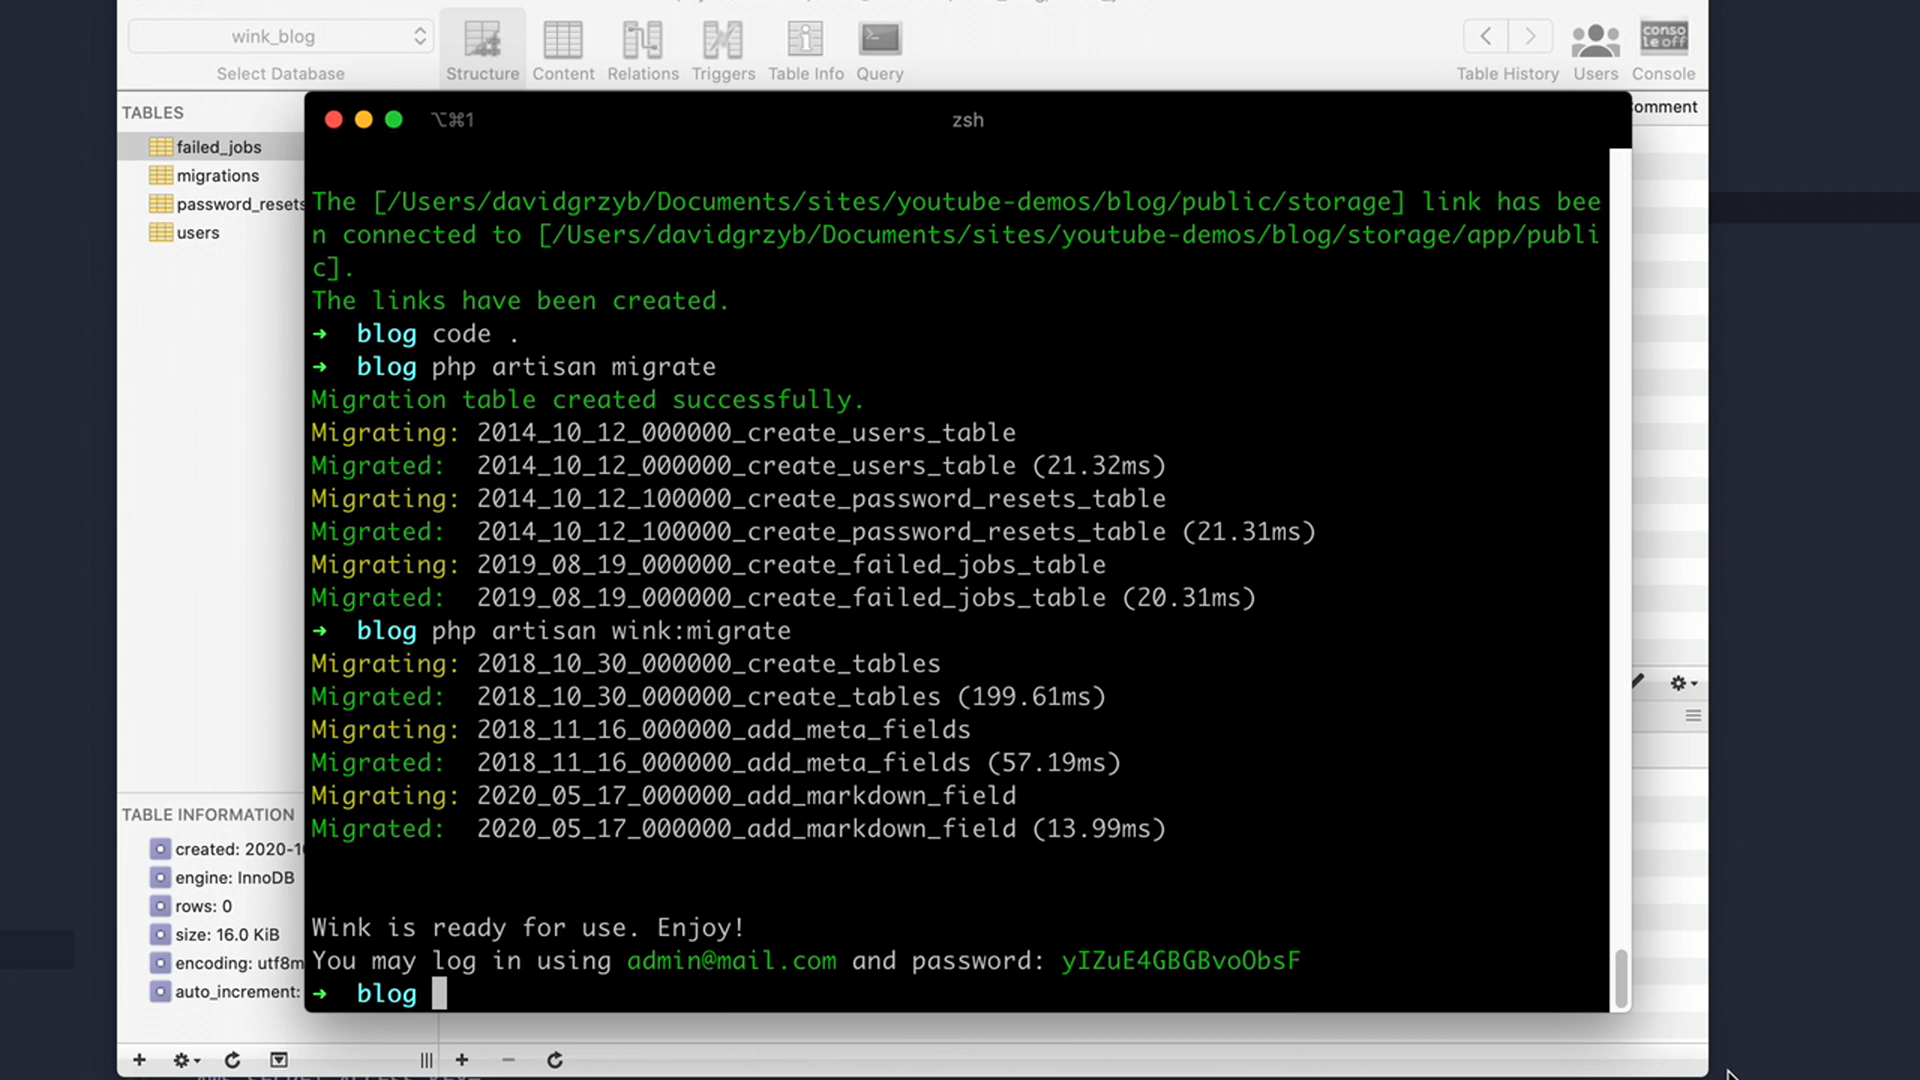 wink_blog
Select Database
Structure
Content
Relations
Triggers
Table Info
Query
Table History
Users
conso
le off
Console
TABLES
failed_jobs
migrations
password_resets
users
omment
⌥⌘1
zsh
The [/Users/davidgrzyb/Documents/sites/youtube-demos/blog/public/storage] link has bee
n connected to [/Users/davidgrzyb/Documents/sites/youtube-demos/blog/storage/app/publi
c].
The links have been created.
➜ blog code .
➜ blog php artisan migrate
Migration table created successfully.
Migrating: 2014_10_12_000000_create_users_table
Migrated: 2014_10_12_000000_create_users_table (21.32ms)
Migrating: 2014_10_12_100000_create_password_resets_table
Migrated: 2014_10_12_100000_create_password_resets_table (21.31ms)
Migrating: 2019_08_19_000000_create_failed_jobs_table
Migrated: 2019_08_19_000000_create_failed_jobs_table (20.31ms)
➜ blog php artisan wink:migrate
Migrating: 2018_10_30_000000_create_tables
Migrated: 2018_10_30_000000_create_tables (199.61ms)
Migrating: 2018_11_16_000000_add_meta_fields
Migrated: 2018_11_16_000000_add_meta_fields (57.19ms)
Migrating: 2020_05_17_000000_add_markdown_field
Migrated: 2020_05_17_000000_add_markdown_field (13.99ms)
Wink is ready for use. Enjoy!
You may log in using admin@mail.com and password: yIZuE4GBGBvoObsF
➜ blog
TABLE INFORMATION
created: 2020-10
engine: InnoDB
rows: 0
size: 16.0 KiB
encoding: utf8m
auto_increment: